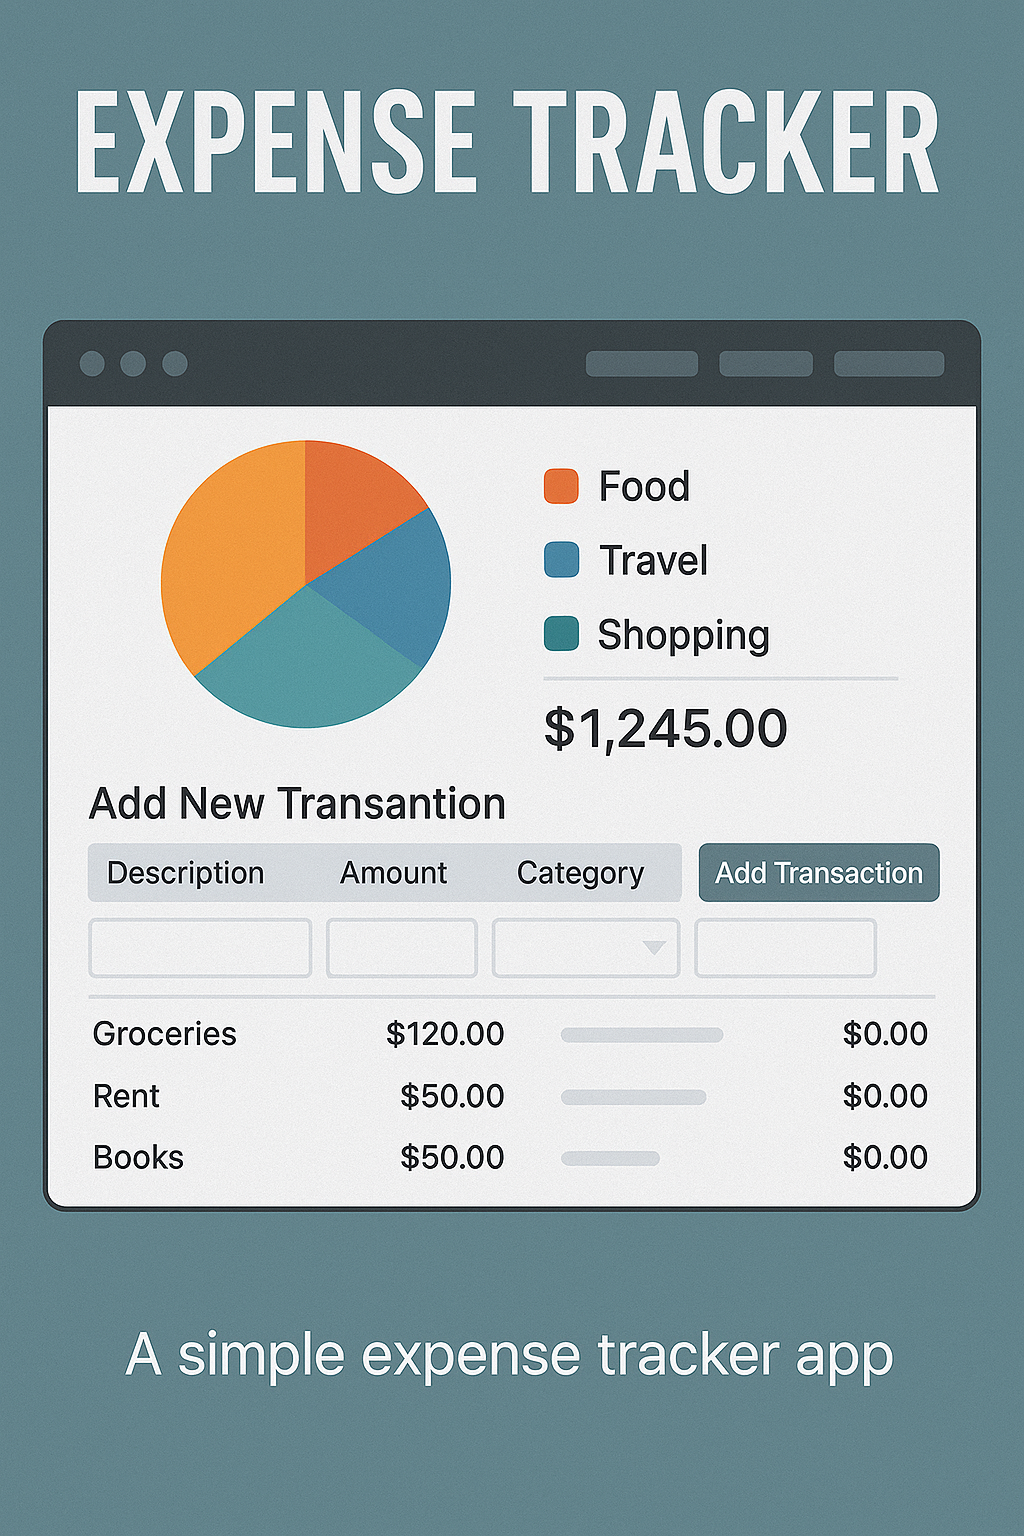 EXPENSE TRACKER
Food
Travel
Shopping
$1,245.00
Add New Transantion
Description Amount Category Add Transaction
Groceries $120.00 $0.00
Rent $50.00 $0.00
Books $50.00 $0.00
A simple expense tracker app